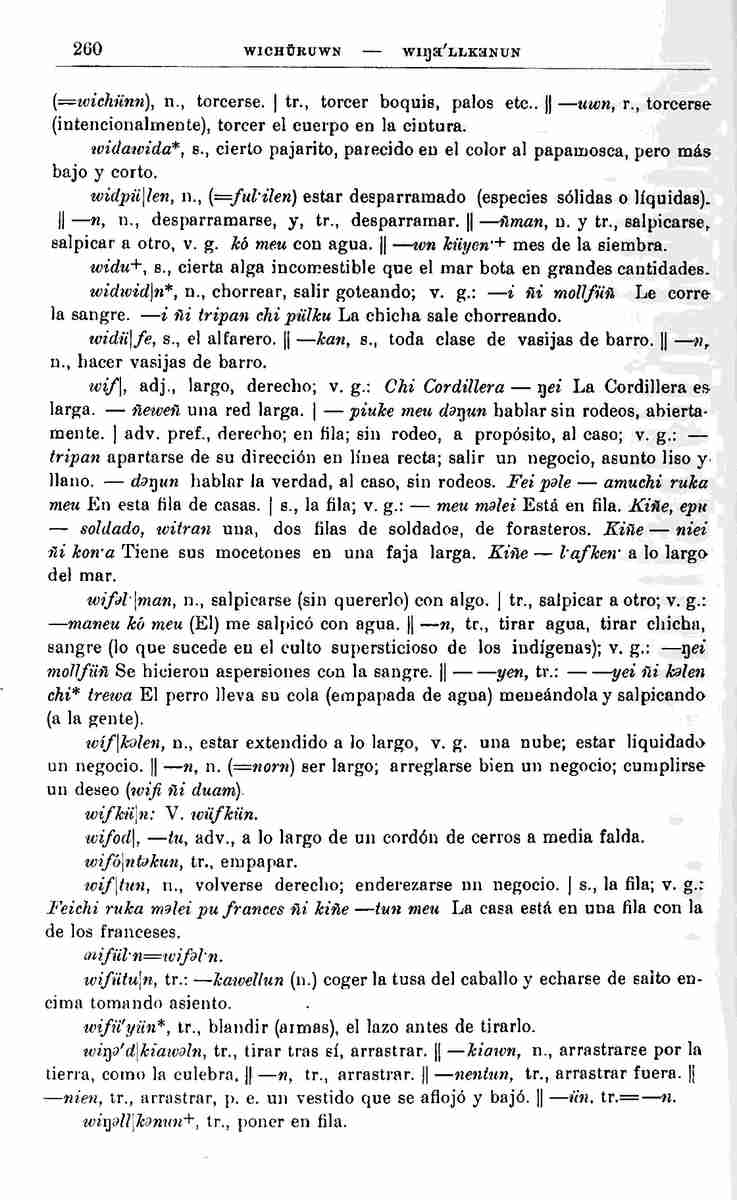 260 WICHÜRUWN — WIŊƏ'LLKƏNUN
(=wichünn), n., torcerse. | tr., torcer boquis, palos etc.. || —uwn, r., torcerse
(intencionalmente), torcer el cuerpo en la cintura.
widawida*, s., cierto pajarito, parecido en el color al papamosca, pero más
bajo y corto.
widpü|len, n., (=ful·ülen) estar desparramado (especies sólidas o líquidas).
|| —n, n., desparramarse, y, tr., desparramar. || —ñman, n. y tr., salpicarse,
salpicar a otro, v. g. kó meu con agua. || —wn küyen·+ mes de la siembra.
widu+, s., cierta alga incomestible que el mar bota en grandes cantidades.
widwid|n*, n., chorrear, salir goteando; v. g.: —i ñi mollfüñ Le corre
la sangre. —i ñi tripan chi pülku La chicha sale chorreando.
widü|fe, s., el alfarero. || —kan, s., toda clase de vasijas de barro. || —n,
n., hacer vasijas de barro.
wif|, adj., largo, derecho; v. g.: Chi Cordillera — ŋei La Cordillera es
larga. — ñeweñ una red larga. | — piuke meu dəŋun hablar sin rodeos, abierta-
mente. | adv. pref., derecho; en fila; sin rodeo, a propósito, al caso; v. g.: —
tripan apartarse de su dirección en línea recta; salir un negocio, asunto liso y
llano. — dəŋun hablar la verdad, al caso, sin rodeos. Fei pəle — amuchi ruka
meu En esta fila de casas. | s., la fila; v. g.: — meu məlei Está en fila. Kiñe, epu
— soldado, witran una, dos filas de soldados, de forasteros. Kiñe — niei
ñi kon·a Tiene sus mocetones en una faja larga. Kiñe — l·afken· a lo largo
del mar.
wifəl·|man, n., salpicarse (sin quererlo) con algo. | tr., salpicar a otro; v. g.:
—maneu kó meu (El) me salpicó con agua. || —n, tr., tirar agua, tirar chicha,
sangre (lo que sucede en el culto supersticioso de los indígenas); v. g.: —ŋei
mollfüñ Se hicieron aspersiones con la sangre. || — —yen, tr.: — —yei ñi kəlen
chi* trewa El perro lleva su cola (empapada de agua) meneándola y salpicando
(a la gente).
wif|kəlen, n., estar extendido a lo largo, v. g. una nube; estar liquidado
un negocio. || —n, n. (=norn) ser largo; arreglarse bien un negocio; cumplirse
un deseo (wifi ñi duam).
wifkü|n: V. wüfkün.
wifod|, —tu, adv., a lo largo de un cordón de cerros a media falda.
wifó|ntəkun, tr., empapar.
wif|tun, n., volverse derecho; enderezarse un negocio. | s., la fila; v. g.:
Feichi ruka məlei pu frances ñi kiñe —tun meu La casa está en una fila con la
de los franceses.
wifül·n=wifəl·n.
wifütu|n, tr.: —kawellun (n.) coger la tusa del caballo y echarse de salto en-
cima tomando asiento.
wifü'yün*, tr., blandir (armas), el lazo antes de tirarlo.
wiŋə'd|kiawəln, tr., tirar tras sí, arrastrar. || —kiawn, n., arrastrarse por la
tierra, como la culebra. || —n, tr., arrastrar. || —nentun, tr., arrastrar fuera. ||
—nien, tr., arrastrar, p. e. un vestido que se aflojó y bajó. || —ün, tr.=—n.
wiŋəll|kənun+, tr., poner en fila.